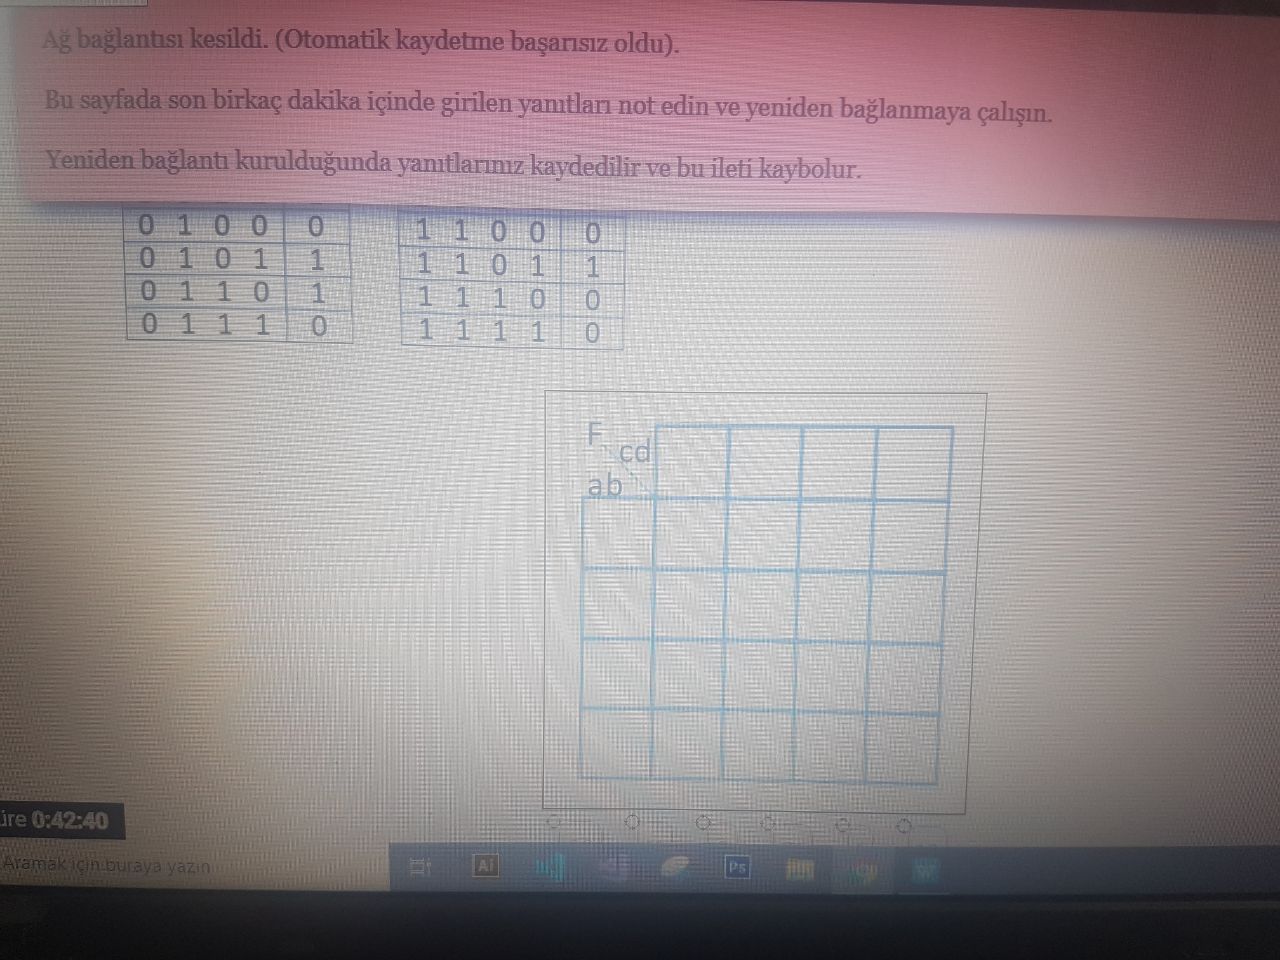 Ağ bağlantısı kesildi. (Otomatik kaydetme başarısız oldu).
Bu sayfada son birkaç dakika içinde girilen yanıtları not edin ve yeniden bağlanmaya çalışın.
Yeniden bağlantı kurulduğunda yanıtlarınız kaydedilir ve bu ileti kaybolur.
0 1 0 0 0
0 1 0 1 1
0 1 1 0 1
0 1 1 1 0
1 1 0 0 0
1 1 0 1 1
1 1 1 0 0
1 1 1 1 0
F
cd
ab
üre 0:42:40
Aramak için buraya yazın
Ai
Ps